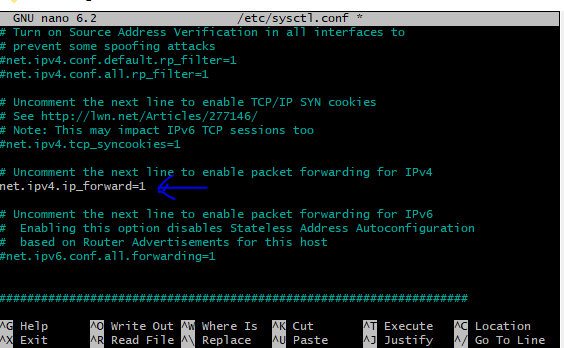 GNU nano 6.2 /etc/sysctl.conf *
# Turn on Source Address Verification in all interfaces to
# prevent some spoofing attacks
#net.ipv4.conf.default.rp_filter=1
#net.ipv4.conf.all.rp_filter=1
# Uncomment the next line to enable TCP/IP SYN cookies
# See http://lwn.net/Articles/277146/
# Note: This may impact IPv6 TCP sessions too
#net.ipv4.tcp_syncookies=1
# Uncomment the next line to enable packet forwarding for IPv4
net.ipv4.ip_forward=1
# Uncomment the next line to enable packet forwarding for IPv6
#  Enabling this option disables Stateless Address Autoconfiguration
#  based on Router Advertisements for this host
#net.ipv6.conf.all.forwarding=1
###################################################################
^G Help ^O Write Out ^W Where Is ^K Cut ^T Execute ^C Location
^X Exit ^R Read File ^\ Replace ^U Paste ^J Justify ^/ Go To Line